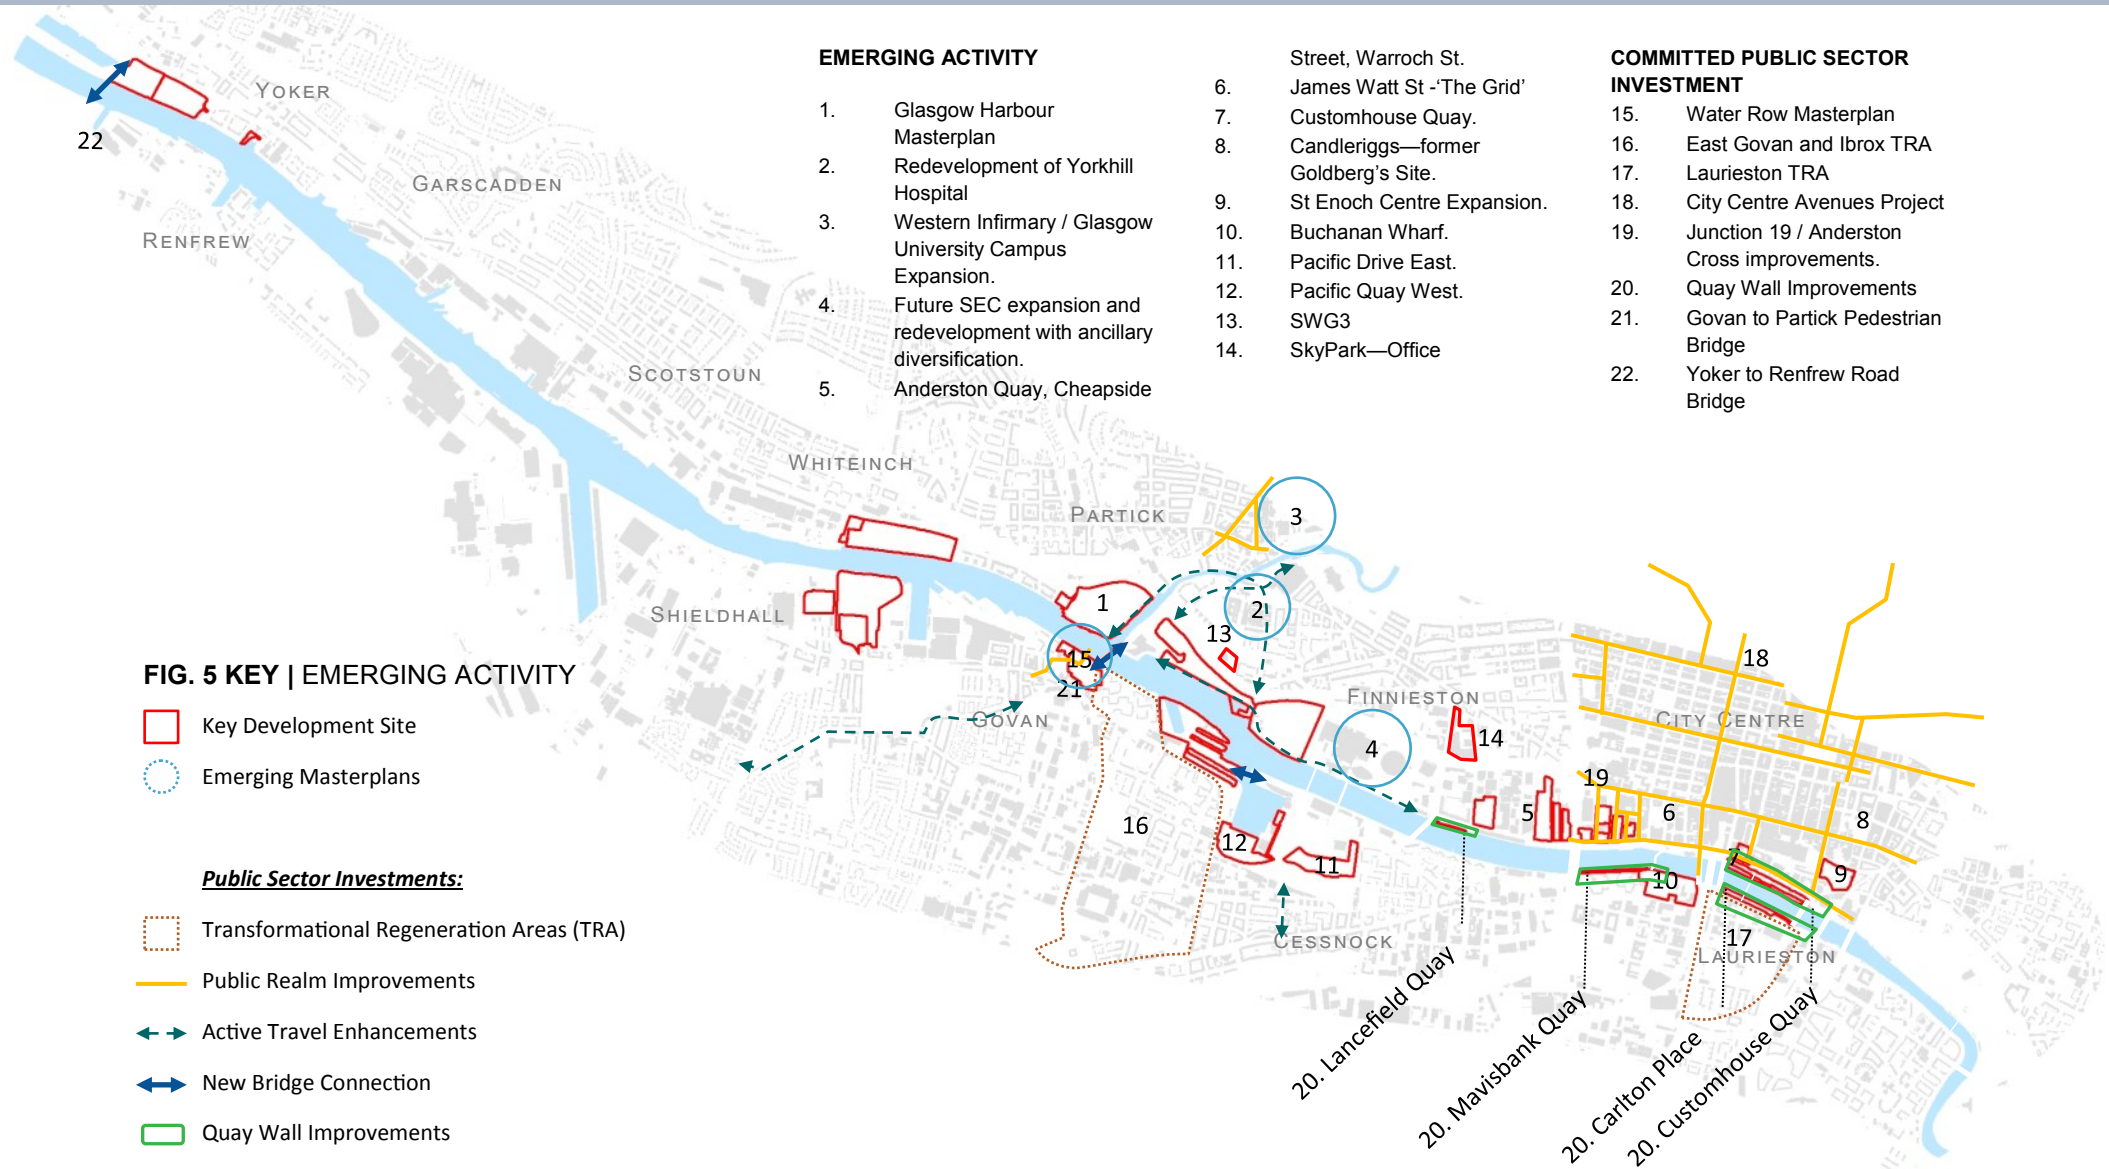 EMERGING ACTIVITY
1. Glasgow Harbour
Masterplan
2. Redevelopment of Yorkhill
Hospital
3. Western Infirmary / Glasgow
University Campus
Expansion.
4. Future SEC expansion and
redevelopment with ancillary
diversification.
5. Anderston Quay, Cheapside
Street, Warroch St.
6. James Watt St -‘The Grid’
7. Customhouse Quay.
8. Candleriggs—former
Goldberg’s Site.
9. St Enoch Centre Expansion.
10. Buchanan Wharf.
11. Pacific Drive East.
12. Pacific Quay West.
13. SWG3
14. SkyPark—Office
COMMITTED PUBLIC SECTOR
INVESTMENT
15. Water Row Masterplan
16. East Govan and Ibrox TRA
17. Laurieston TRA
18. City Centre Avenues Project
19. Junction 19 / Anderston
Cross improvements.
20. Quay Wall Improvements
21. Govan to Partick Pedestrian
Bridge
22. Yoker to Renfrew Road
Bridge
YOKER
22
GARSCADDEN
RENFREW
SCOTSTOUN
WHITEINCH
PARTICK
3
1
2
13
SHIELDHALL
15
21
GOVAN
FINNIESTON
18
CITY CENTRE
4
14
19
5
6
8
16
12
11
7
10
9
CESSNOCK
17
LAURIESTON
20. Lancefield Quay
20. Mavisbank Quay
20. Carlton Place
20. Customhouse Quay
FIG. 5 KEY | EMERGING ACTIVITY
Key Development Site
Emerging Masterplans
Public Sector Investments:
Transformational Regeneration Areas (TRA)
Public Realm Improvements
Active Travel Enhancements
New Bridge Connection
Quay Wall Improvements